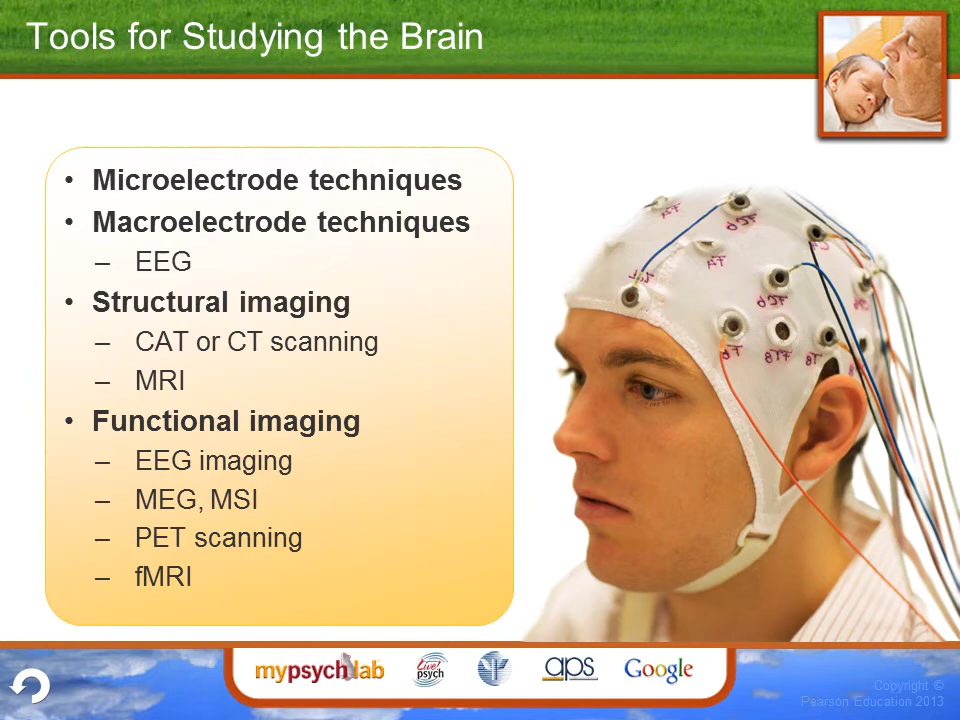 Tools for Studying the Brain
• Microelectrode techniques
• Macroelectrode techniques
– EEG
• Structural imaging
– CAT or CT scanning
– MRI
• Functional imaging
– EEG imaging
– MEG, MSI
– PET scanning
– fMRI
mypsychlab
Live! psych
aps
Google
Copyright ©
Pearson Education 2013